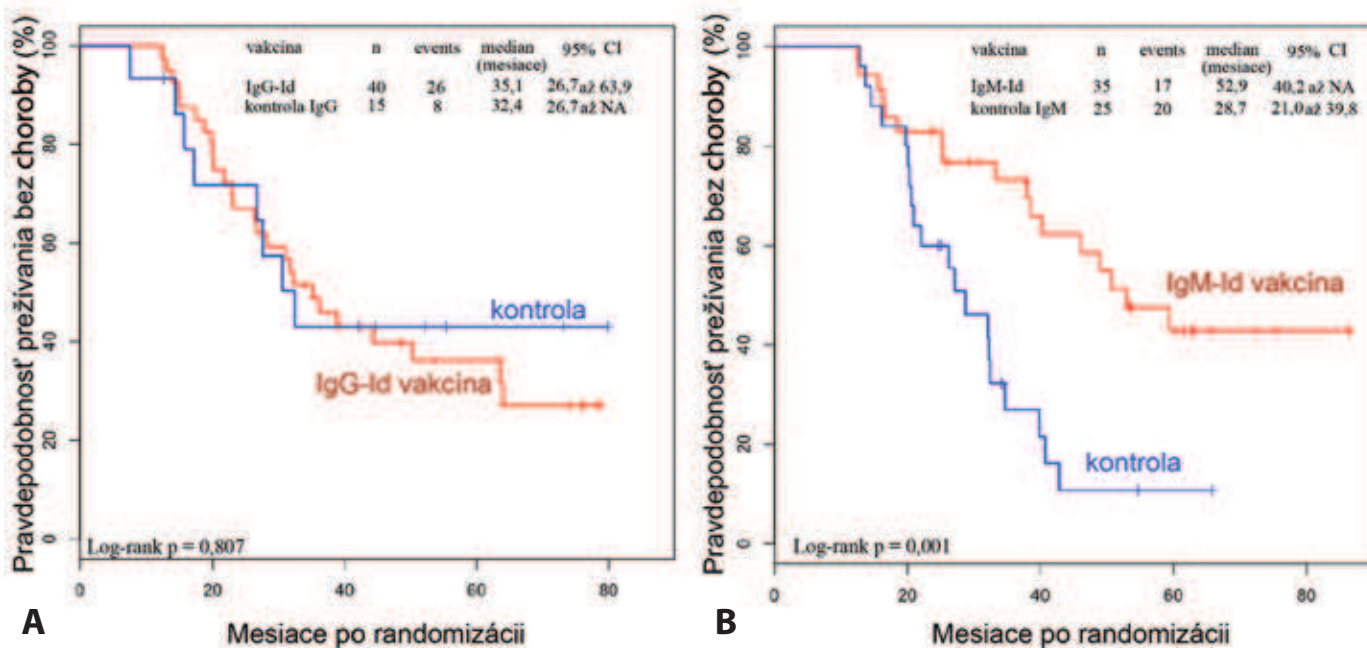 Pravdepodobnosť prežívania bez choroby (%)
100
80
60
40
20
0
vakcina n events median (mesiace) 95% CI
IgG-Id 40 26 35,1 26,7 až 63,9
kontrola IgG 15 8 32,4 26,7 až NA
kontrola
IgG-Id vakcina
Log-rank p = 0,807
0 20 40 60 80
Mesiace po randomizácii
A
Pravdepodobnosť prežívania bez choroby (%)
100
80
60
40
20
0
vakcina n events median (mesiace) 95% CI
IgM-Id 35 17 52,9 40,2 až NA
kontrola IgM 25 20 28,7 21,0 až 39,8
IgM-Id vakcina
kontrola
Log-rank p = 0,001
0 20 40 60 80
Mesiace po randomizácii
B